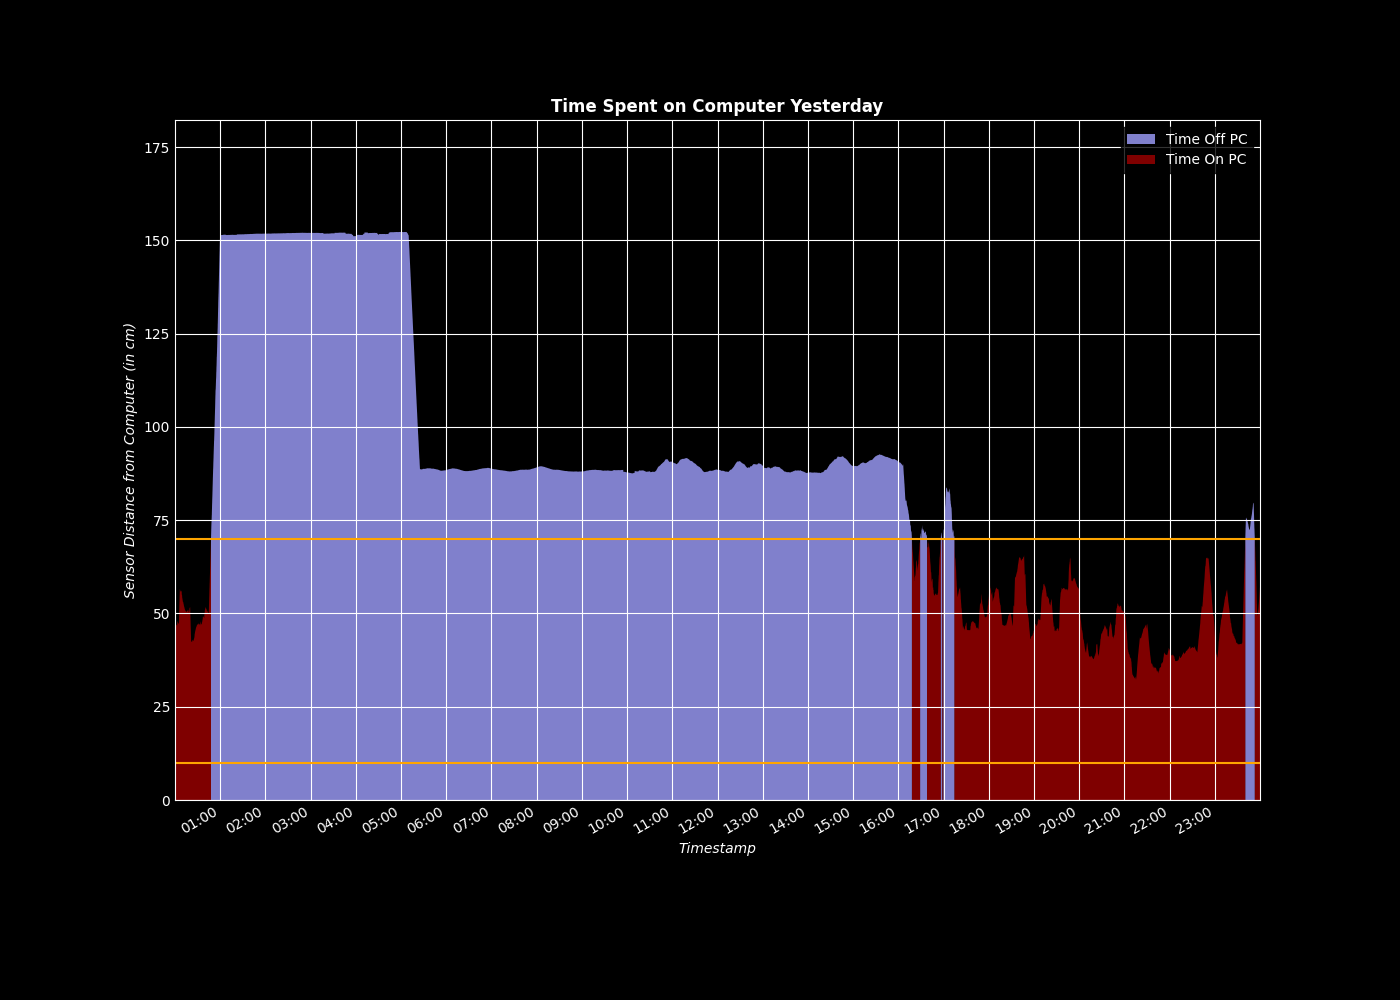 Time Spent on Computer Yesterday
Time Off PC
Time On PC
175
150
125
100
75
50
25
0
Sensor Distance from Computer (in cm)
01:00 02:00 03:00 04:00 05:00 06:00 07:00 08:00 09:00 10:00 11:00 12:00 13:00 14:00 15:00 16:00 17:00 18:00 19:00 20:00 21:00 22:00 23:00
Timestamp